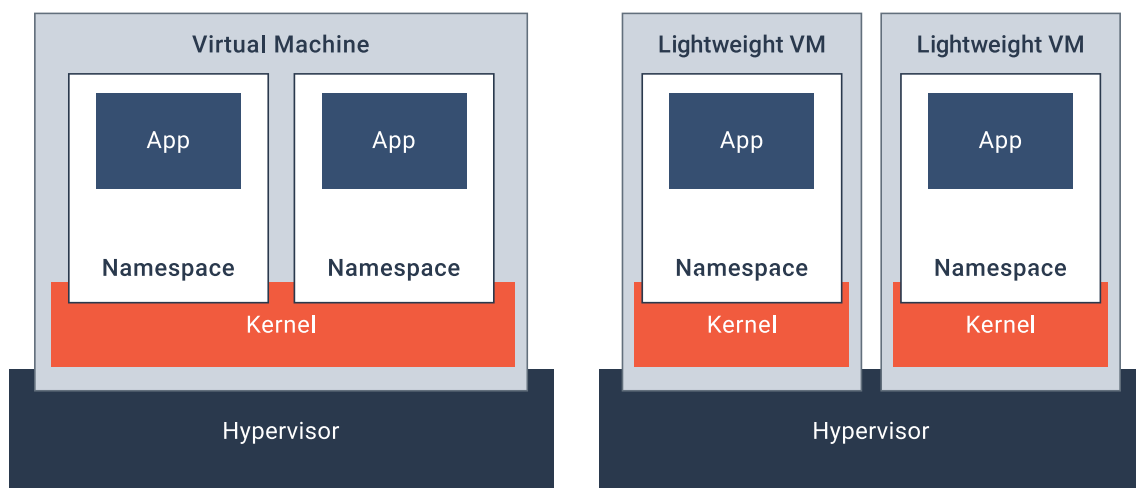 Virtual Machine
App
App
Namespace
Namespace
Kernel
Hypervisor
Lightweight VM
Lightweight VM
App
App
Namespace
Namespace
Kernel
Kernel
Hypervisor